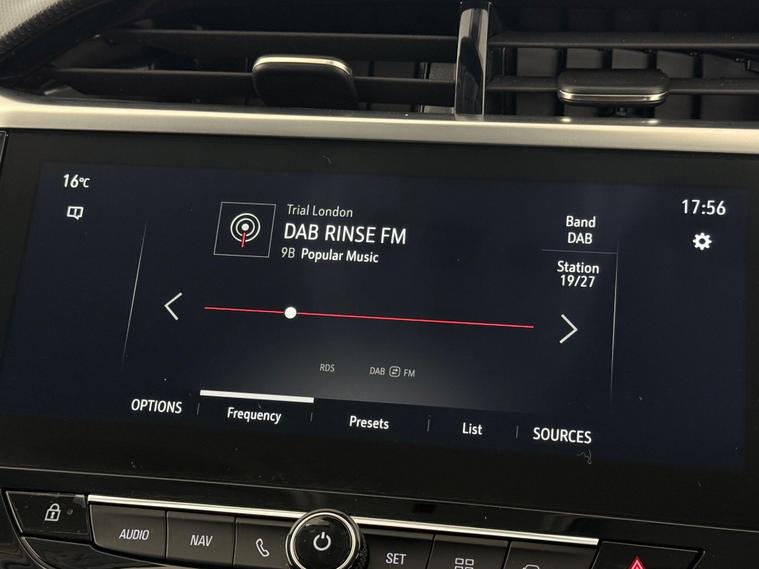 16°C
17:56
Trial London
DAB RINSE FM
9B Popular Music
Band
DAB
Station
19/27
RDS
DAB FM
OPTIONS
Frequency
Presets
List
SOURCES
AUDIO
NAV
SET